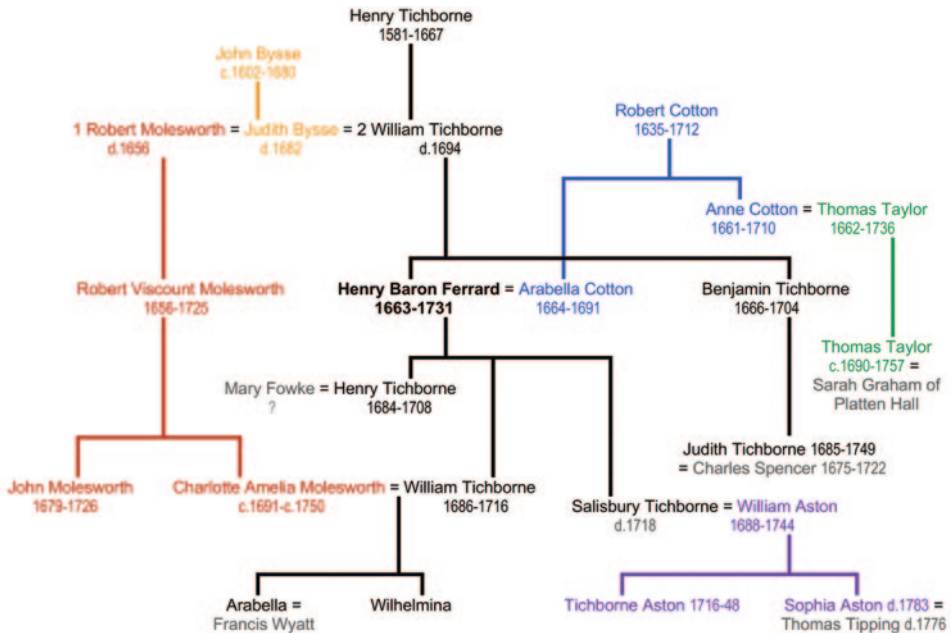 Henry Tichborne
1581-1667
John Bysse
c.1602-1680
Robert Cotton
1635-1712
1 Robert Molesworth = Judith Bysse = 2 William Tichborne
d.1656 d.1682 d.1694
Anne Cotton = Thomas Taylor
1661-1710 1662-1736
Robert Viscount Molesworth
1656-1725
Henry Baron Ferrard = Arabella Cotton
1663-1731 1664-1691
Benjamin Tichborne
1666-1704
Thomas Taylor
c.1690-1757 =
Sarah Graham of
Platten Hall
Mary Fowke = Henry Tichborne
? 1684-1708
Judith Tichborne 1685-1749
= Charles Spencer 1675-1722
John Molesworth
1679-1726
Charlotte Amelia Molesworth = William Tichborne
c.1691-c.1750 1686-1716
Salisbury Tichborne = William Aston
d.1718 1688-1744
Arabella =
Francis Wyatt
Wilhelmina
Tichborne Aston 1716-48
Sophia Aston d.1783 =
Thomas Tipping d.1776